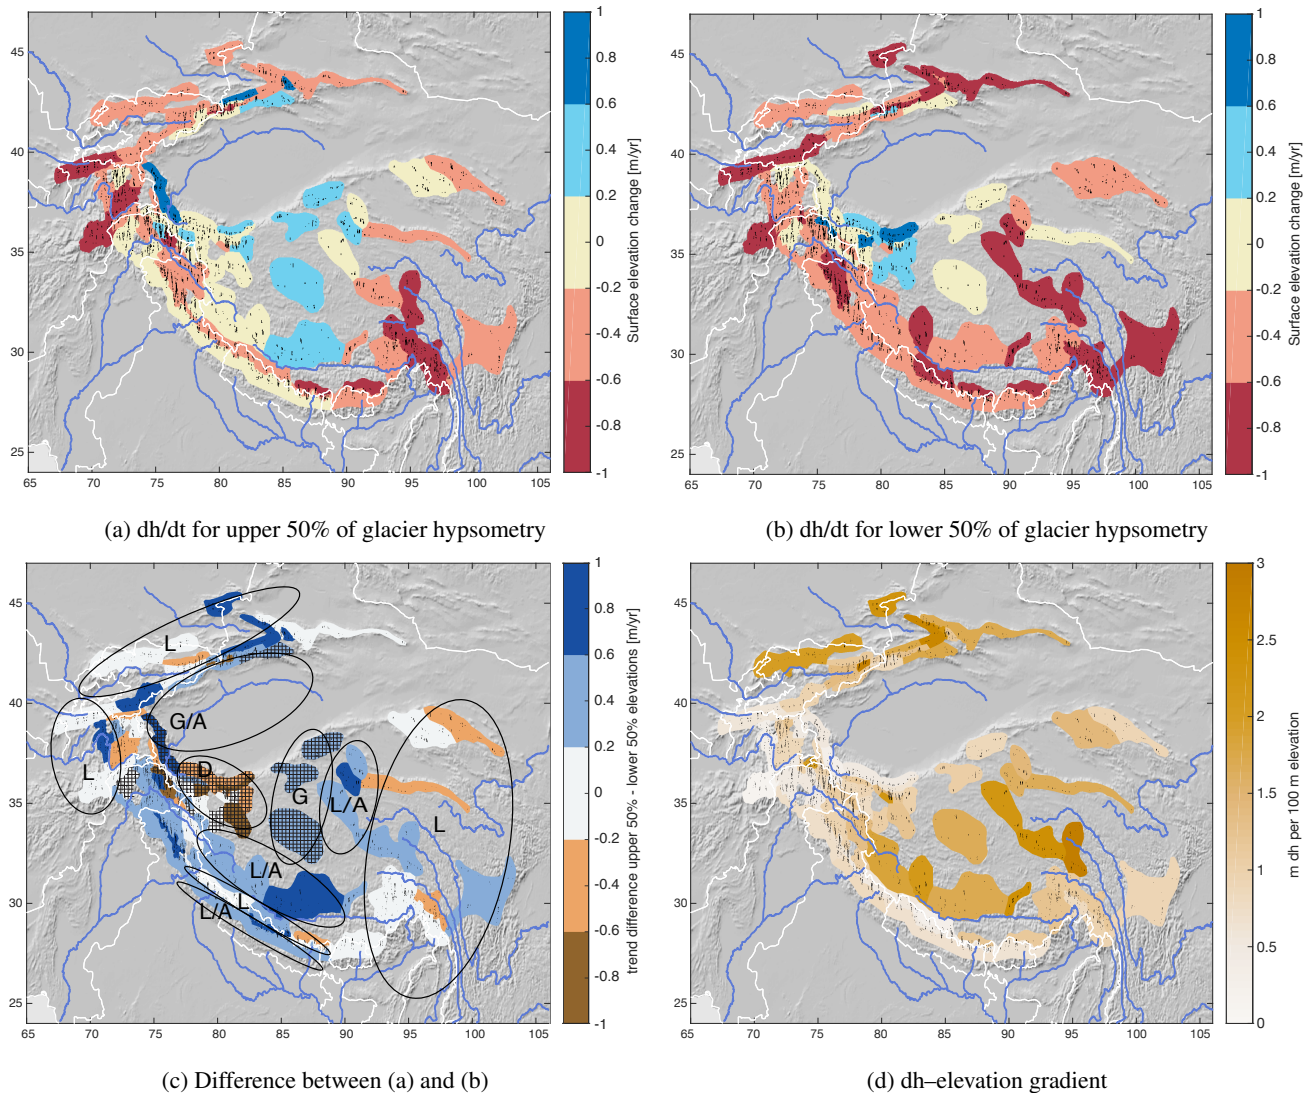 45
40
35
30
25
65 70 75 80 85 90 95 100 105
1
0.8
0.6
0.4
0.2
0
-0.2
-0.4
-0.6
-0.8
-1
Surface elevation change [m/yr]
(a) dh/dt for upper 50% of glacier hypsometry
45
40
35
30
25
65 70 75 80 85 90 95 100 105
1
0.8
0.6
0.4
0.2
0
-0.2
-0.4
-0.6
-0.8
-1
Surface elevation change [m/yr]
(b) dh/dt for lower 50% of glacier hypsometry
45
40
35
30
25
65 70 75 80 85 90 95 100 105
L
G/A
L
D
G
L/A
L
L/A
L
L/A
1
0.8
0.6
0.4
0.2
0
-0.2
-0.4
-0.6
-0.8
-1
trend difference upper 50% - lower 50% elevations [m/yr]
(c) Difference between (a) and (b)
45
40
35
30
25
65 70 75 80 85 90 95 100 105
3
2.5
2
1.5
1
0.5
0
m dh per 100 m elevation
(d) dh–elevation gradient